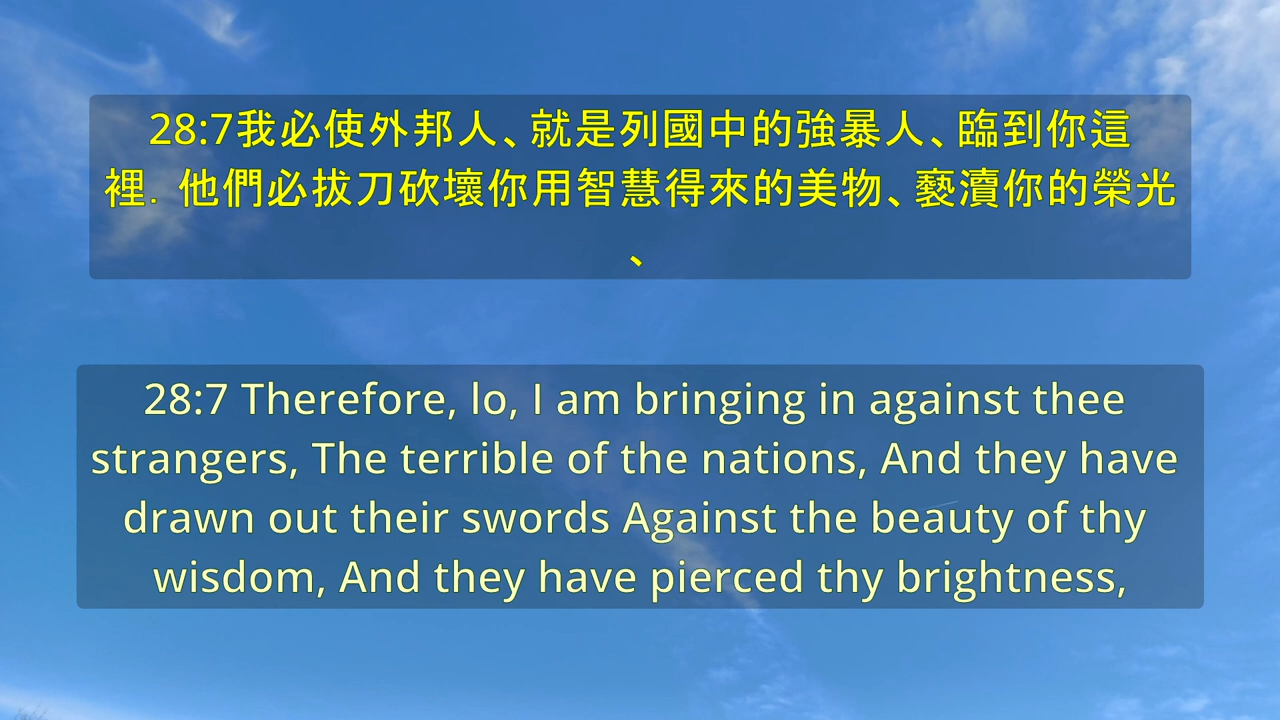 28:7我必使外邦人、就是列國中的強暴人、臨到你這
裡．他們必拔刀砍壞你用智慧得來的美物、褻瀆你的榮光
、
28:7 Therefore, lo, I am bringing in against thee
strangers, The terrible of the nations, And they have
drawn out their swords Against the beauty of thy
wisdom, And they have pierced thy brightness,